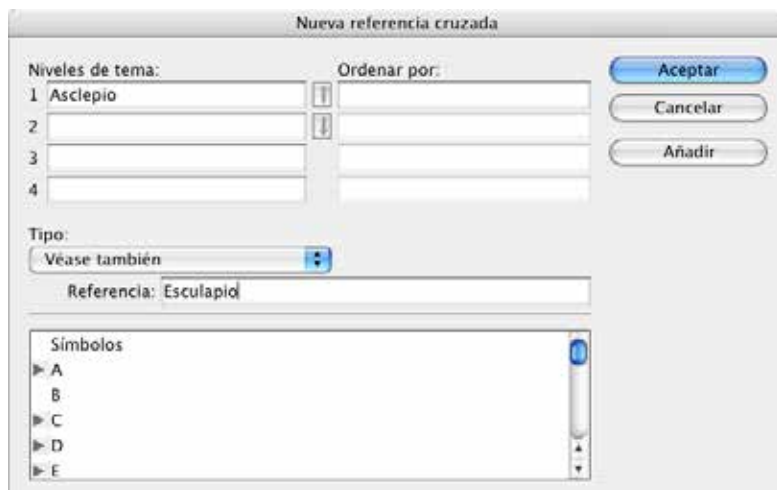 Nueva referencia cruzada
Niveles de tema:
Ordenar por:
1 Asclepio
2
3
4
Aceptar
Cancelar
Añadir
Tipo:
Véase también
Referencia: Esculapio
Símbolos
A
B
C
D
E